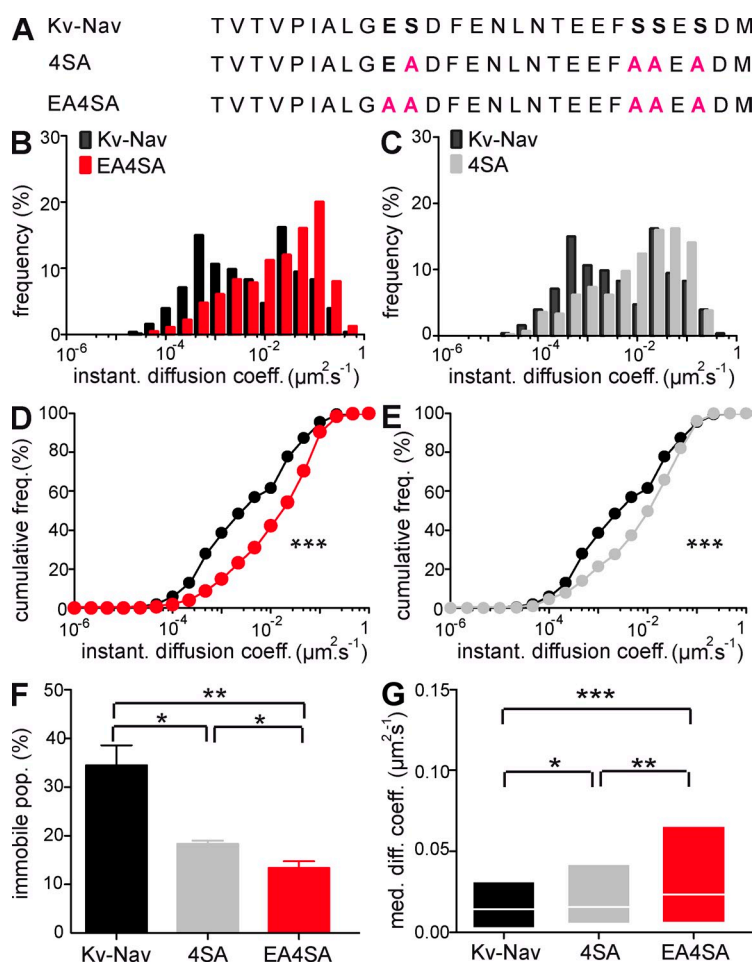 A Kv-Nav T V T V P I A L G E S D F E N L N T E E F S S E S D M
4SA T V T V P I A L G E A D F E N L N T E E F A A E A D M
EA4SA T V T V P I A L G A A D F E N L N T E E F A A E A D M
B
Kv-Nav
EA4SA
frequency (%)
30
20
10
0
10-6 10-4 10-2 1
instant. diffusion coeff. (µm².s-1)
C
Kv-Nav
4SA
frequency (%)
30
20
10
0
10-6 10-4 10-2 1
instant. diffusion coeff. (µm².s-1)
D
cumulative freq.(%)
100
80
60
40
20
0
***
10-6 10-4 10-2 1
instant. diffusion coeff. (µm².s-1)
E
cumulative freq. (%)
100
80
60
40
20
0
***
10-6 10-4 10-2 1
instant. diffusion coeff. (µm².s-1)
F
immobile pop. (%)
50
40
30
20
10
0
**
* *
Kv-Nav 4SA EA4SA
G
med. diff. coeff. (µm2.s-1)
0.15
0.10
0.05
0.00
***
* **
Kv-Nav 4SA EA4SA